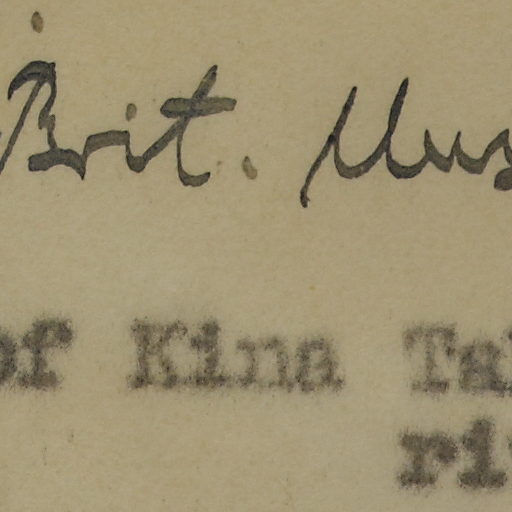 Brit. Mus
of Kina Ta
ri